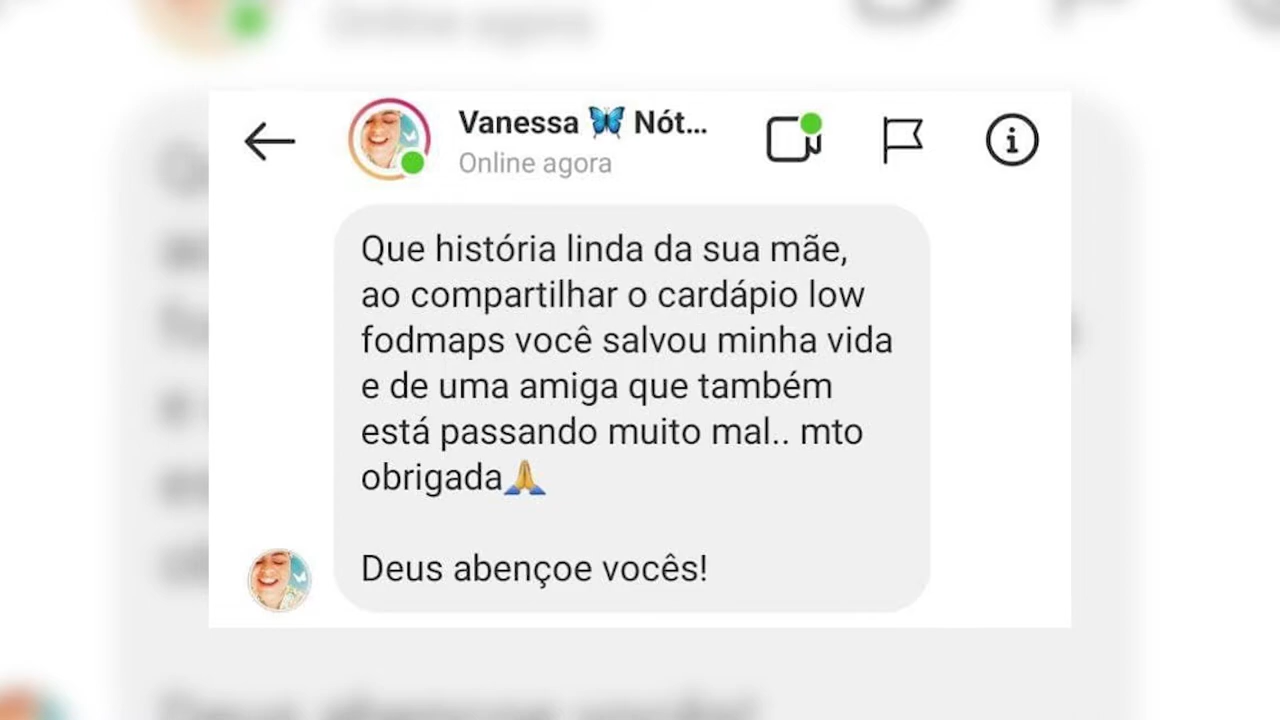 Vanessa 🦋 Nót...
Online agora
Que história linda da sua mãe,
ao compartilhar o cardápio low
fodmaps você salvou minha vida
e de uma amiga que também
está passando muito mal.. mto
obrigada🙏
Deus abençoe vocês!